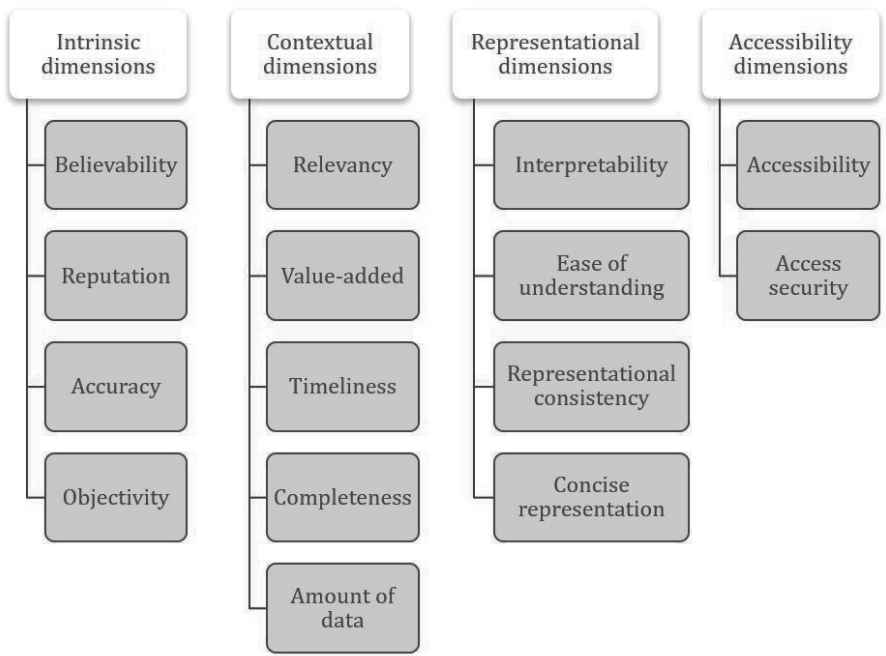 Intrinsic
dimensions
Believability
Reputation
Accuracy
Objectivity
Contextual
dimensions
Relevancy
Value-added
Timeliness
Completeness
Amount of
data
Representational
dimensions
Interpretability
Ease of
understanding
Representational
consistency
Concise
representation
Accessibility
dimensions
Accessibility
Access
security